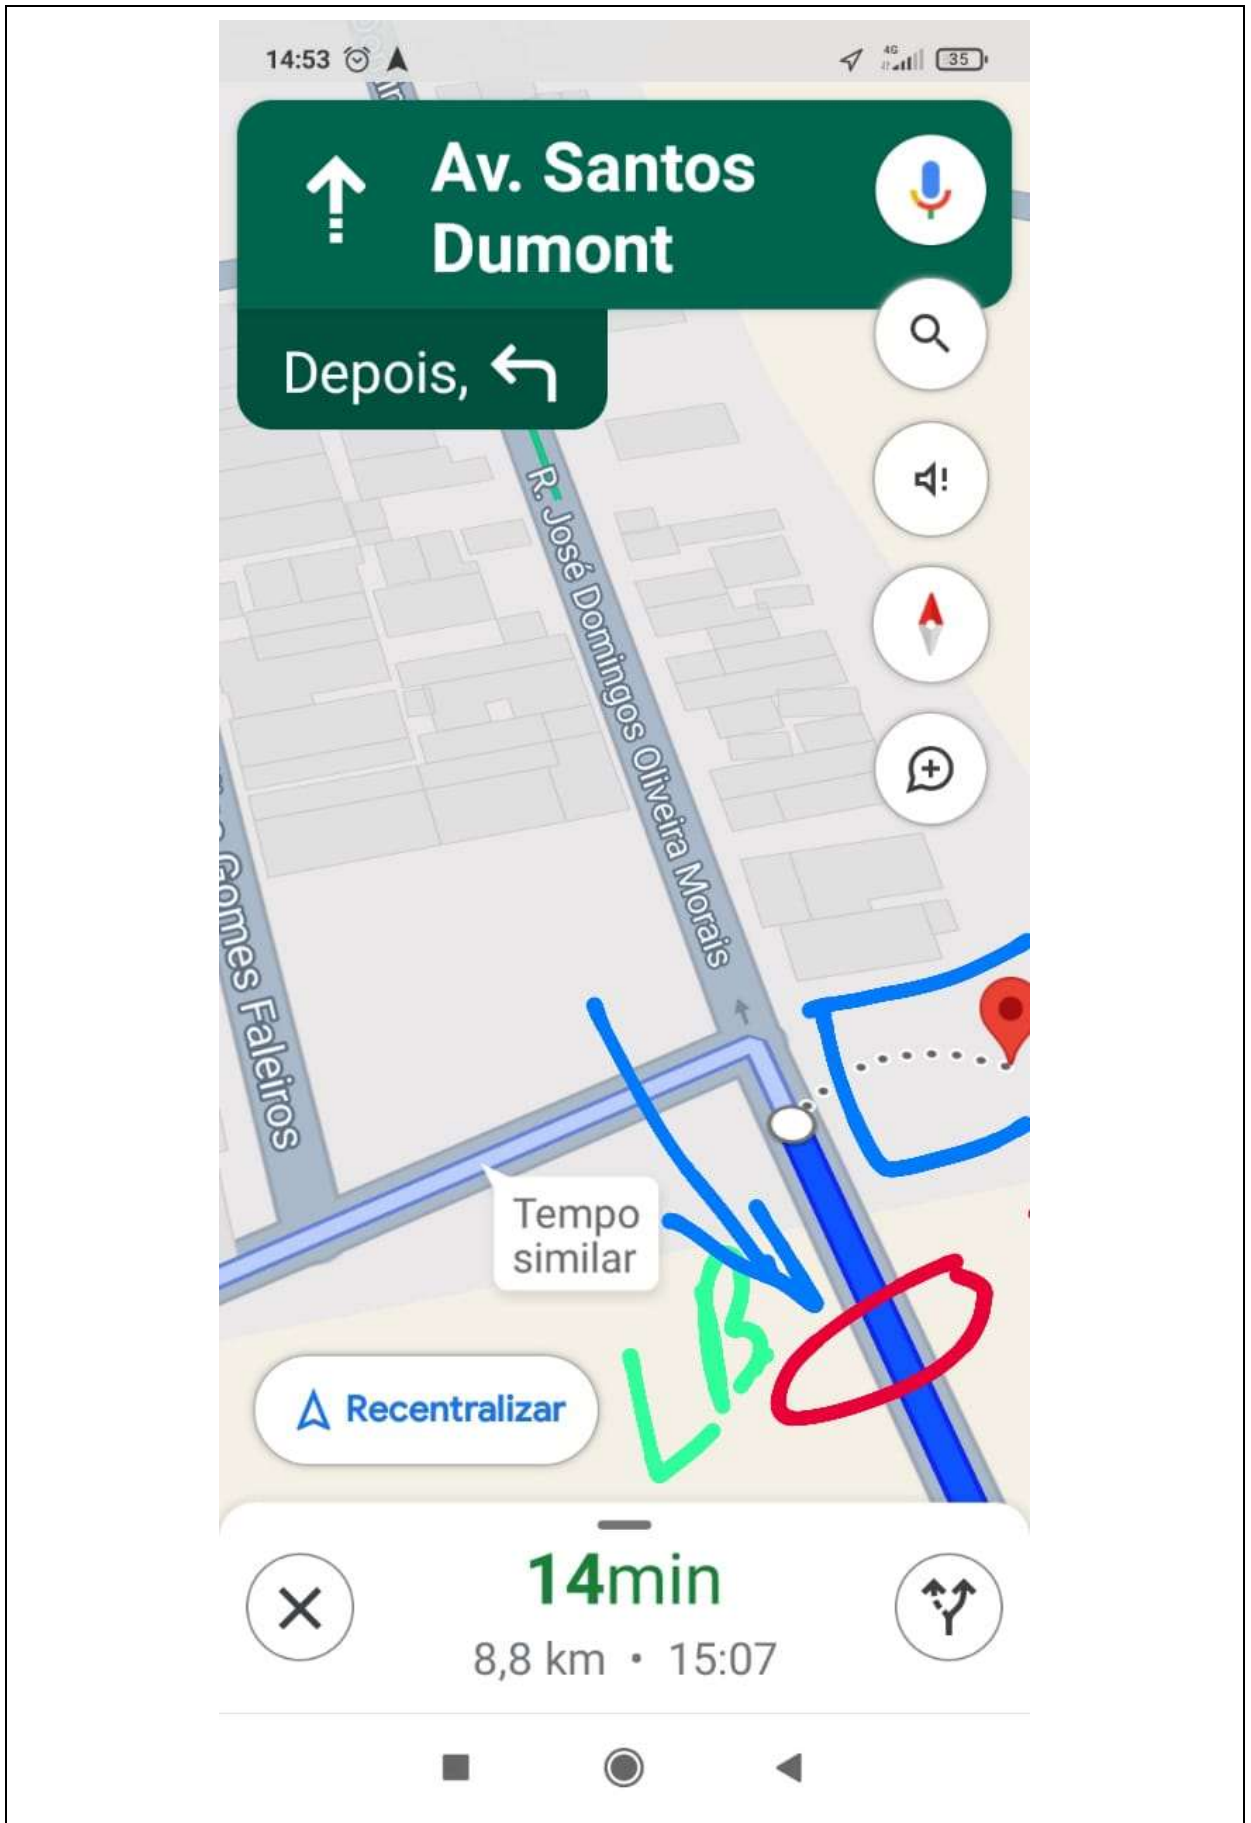 14:53
4G
35
Av. Santos
Dumont
Depois,
R. José Domingos Oliveira Morais
Gomes Faleiros
Tempo
similar
LB
Recentralizar
14min
8,8 km • 15:07